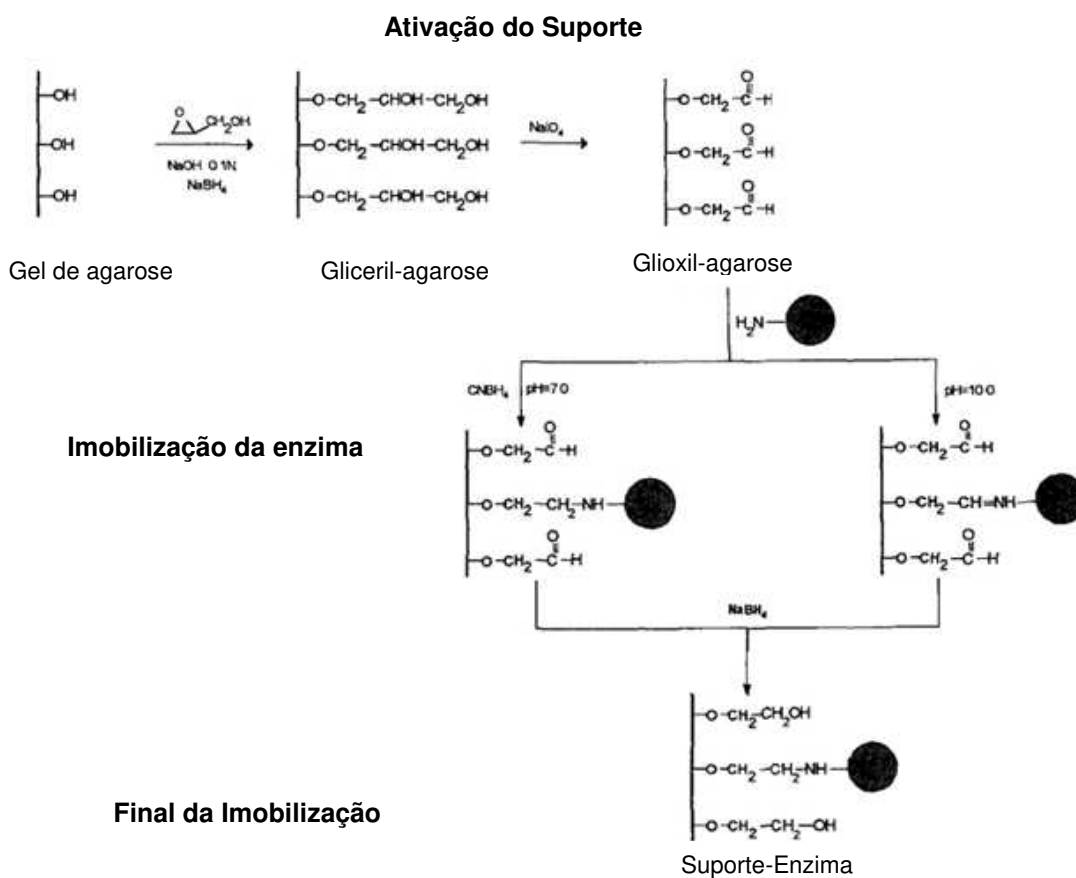 Ativação do Suporte
OH
OH
OH
O
CH₂OH
NaOH 0.1N
NaBH₄
O-CH₂-CHOH-CH₂OH
O-CH₂-CHOH-CH₂OH
O-CH₂-CHOH-CH₂OH
NaIO₄
O-CH₂-C-H
O
O-CH₂-C-H
O
O-CH₂-C-H
O
Gel de agarose
Gliceril-agarose
Glioxil-agarose
H₂N
CNBH₄ pH=7.0
pH=10.0
Imobilização da enzima
O
O-CH₂-C-H
O-CH₂-CH₂-NH
O
O-CH₂-C-H
O
O-CH₂-C-H
O-CH₂-CH=NH
O
O-CH₂-C-H
NaBH₄
O-CH₂-CH₂OH
O-CH₂-CH₂-NH
O-CH₂-CH₂-OH
Final da Imobilização
Suporte-Enzima